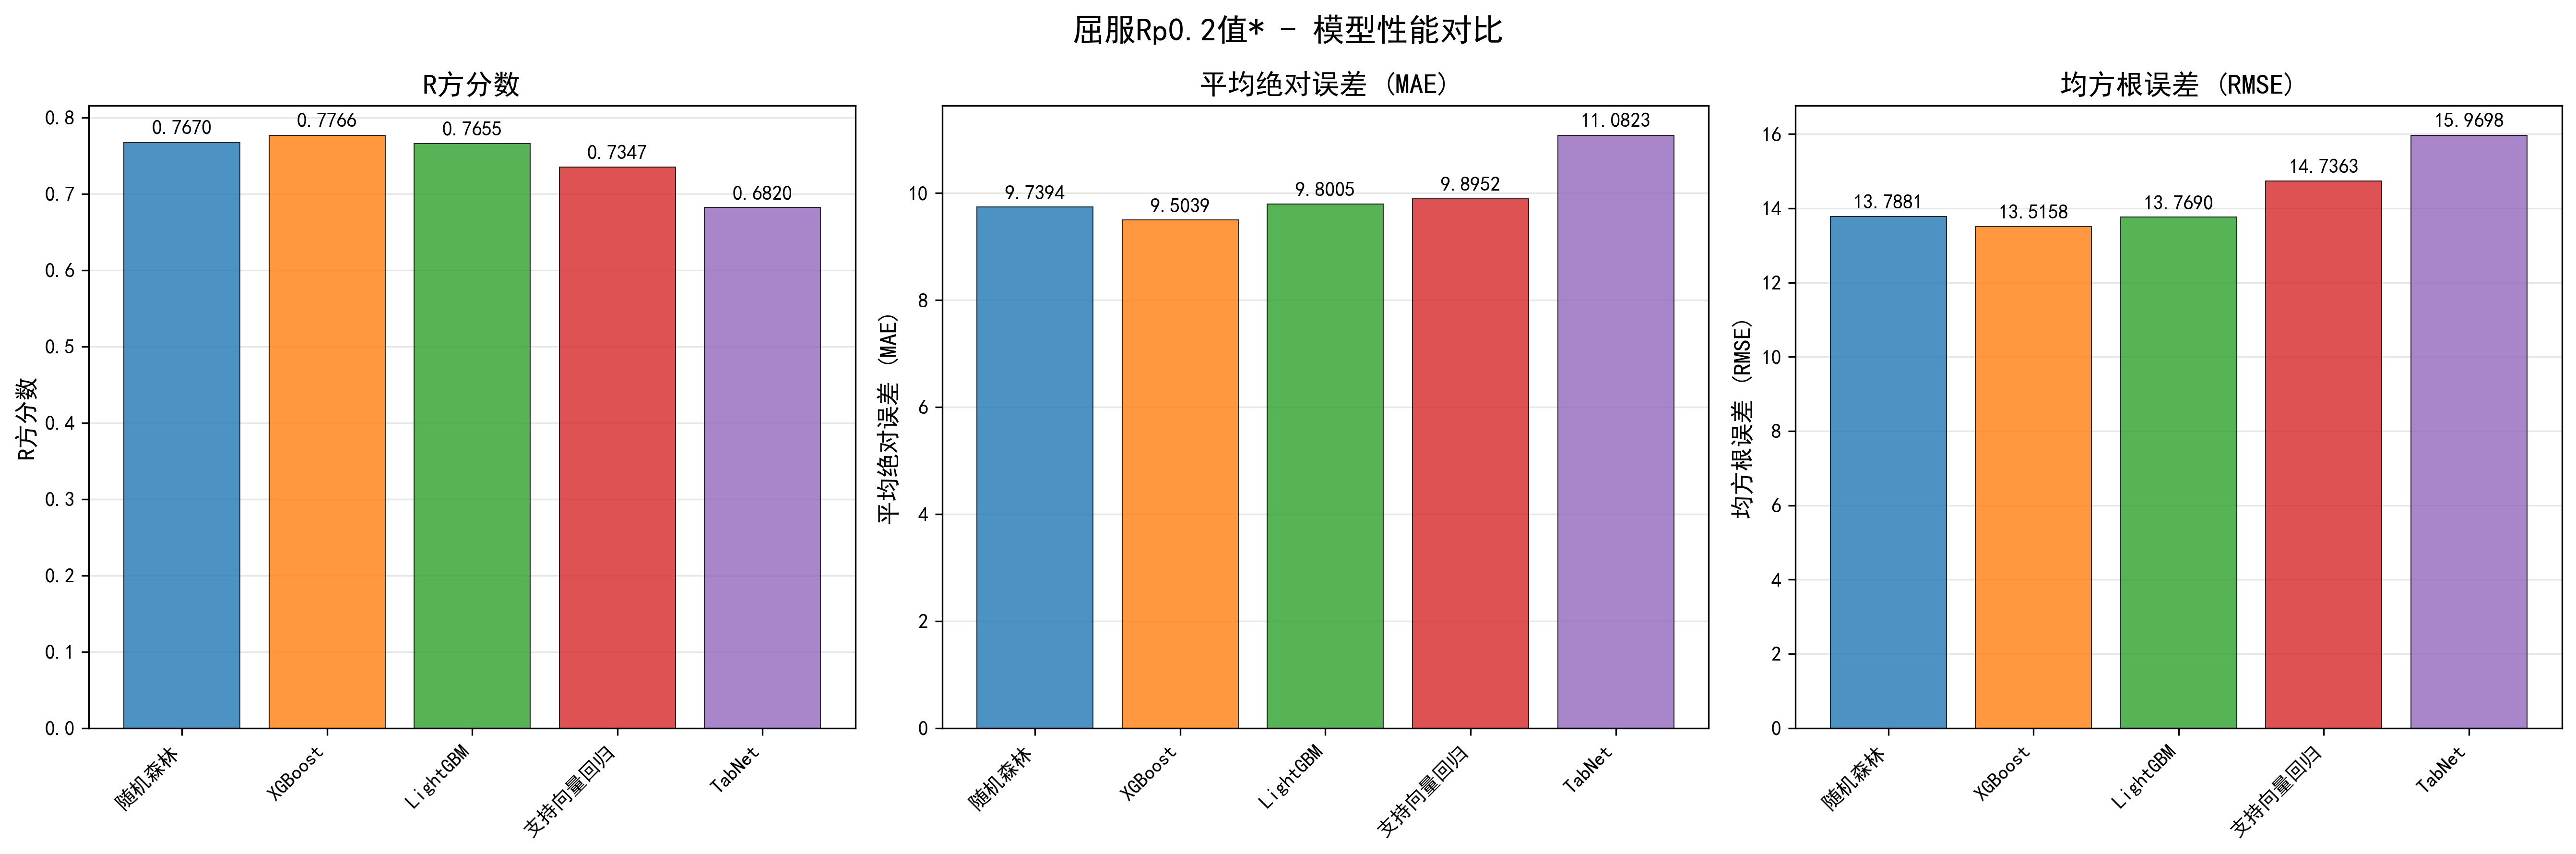 屈服Rp0.2值* - 模型性能对比
R方分数
R方分数
0.8
0.7
0.6
0.5
0.4
0.3
0.2
0.1
0.0
0.7670
0.7766
0.7655
0.7347
0.6820
随机森林
XGBoost
LightGBM
支持向量回归
TabNet
平均绝对误差 (MAE)
平均绝对误差 (MAE)
10
8
6
4
2
0
9.7394
9.5039
9.8005
9.8952
11.0823
随机森林
XGBoost
LightGBM
支持向量回归
TabNet
均方根误差 (RMSE)
均方根误差 (RMSE)
16
14
12
10
8
6
4
2
0
13.7881
13.5158
13.7690
14.7363
15.9698
随机森林
XGBoost
LightGBM
支持向量回归
TabNet